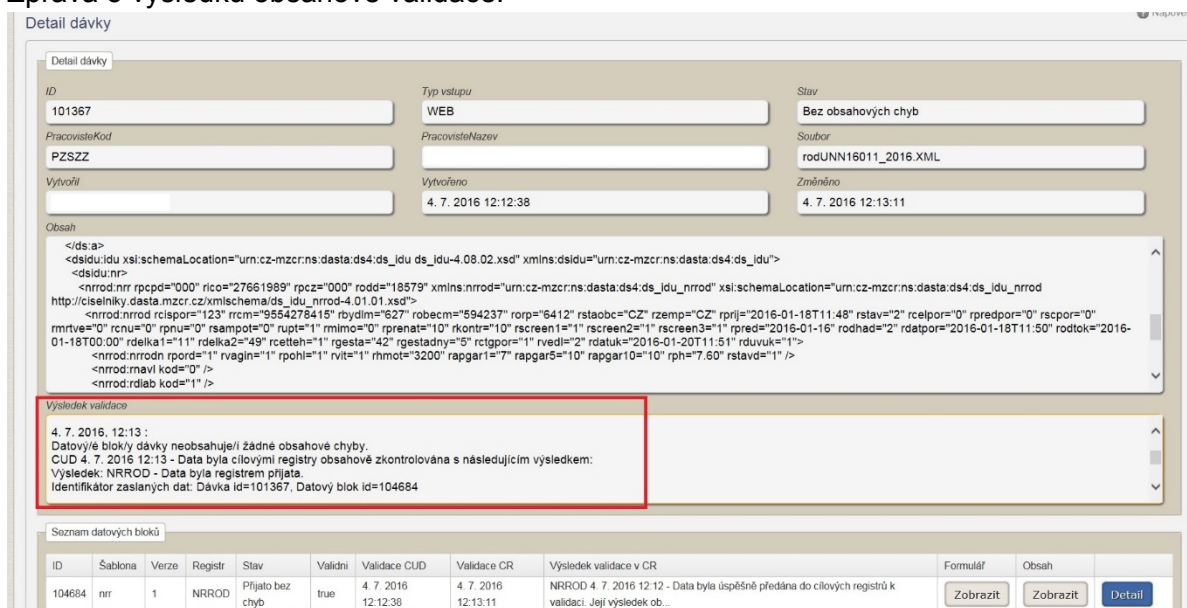 Detail dávky
Detail dávky
ID
Typ vstupu
Stav
101367
WEB
Bez obsahových chyb
PracovisteKod
PracovisteNazev
Soubor
PZSZZ
rodUNN16011_2016.XML
Vytvořil
Vytvořeno
Změněno
4. 7. 2016 12:12:38
4. 7. 2016 12:13:11
Obsah
</ds:a>
<dsidu:idu xsi:schemaLocation="urn:cz-mzcr:ns:dasta:ds4:ds_idu ds_idu-4.08.02.xsd" xmlns:dsidu="urn:cz-mzcr:ns:dasta:ds4:ds_idu">
<dsidu:nr>
<nrrod:nrr rpcpd="000" rico="27661989" rpcz="000" rodd="18579" xmlns:nrrod="urn:cz-mzcr:ns:dasta:ds4:ds_idu_nrrod" xsi:schemaLocation="urn:cz-mzcr:ns:dasta:ds4:ds_idu_nrrod
http://ciselniky.dasta.mzcr.cz/xmlschema/ds_idu_nrrod-4.01.01.xsd">
<nrrod:nrrod rcispor="123" rrcm="9554278415" rbydlm="627" robecm="594237" rorp="6412" rstaobc="CZ" rzemp="CZ" rprij="2016-01-18T11:48" rstav="2" rcelpor="0" rpredpor="0" rscpor="0"
rmrtve="0" rcnu="0" rpnu="0" rsampot="0" rupt="1" rmimo="0" rprenat="10" rkontr="10" rscreen1="1" rscreen2="1" rscreen3="1" rpred="2016-01-16" rodhad="2" rdatpor="2016-01-18T11:50" rodtok="2016-
01-18T00:00" rdelka1="11" rdelka2="49" rcetteh="1" rgesta="42" rgestadny="5" rctgpor="1" rvedl="2" rdatuk="2016-01-20T11:51" rduvuk="1">
<nrrod:nrrodn rpord="1" rvagin="1" rpohl="1" rvit="1" rhmot="3200" rapgar1="7" rapgar5="10" rapgar10="10" rph="7.60" rstavd="1" />
<nrrod:rnavl kod="0" />
<nrrod:rdiab kod="1" />
Výsledek validace
4. 7. 2016, 12:13 :
Datový/é blok/y dávky neobsahuje/í žádné obsahové chyby.
CUD 4. 7. 2016 12:13 - Data byla cílovými registry obsahově zkontrolována s následujícím výsledkem:
Výsledek: NRROD - Data byla registrem přijata.
Identifikátor zaslaných dat: Dávka id=101367, Datový blok id=104684
Seznam datových bloků
ID Šablona Verze Registr Stav Validni Validace CUD Validace CR Výsledek validace v CR Formulář Obsah
104684 nrr 1 NRROD Přijato bez chyb true 4. 7. 2016 12:12:38 4. 7. 2016 12:13:11 NRROD 4. 7. 2016 12:12 - Data byla úspěšně předána do cílových registrů k validaci. Její výsledek ob... Zobrazit Zobrazit Detail